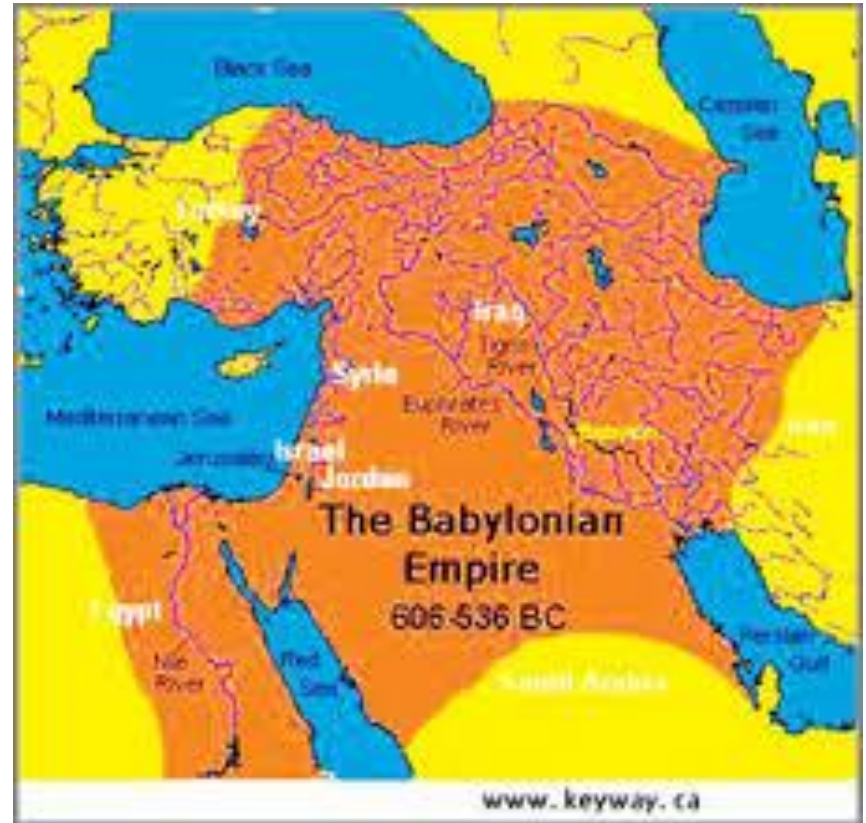 Black Sea
Caspian
Sea
Turkey
Iraq
Tigris
River
Syria
Euphrates
River
Mediterranean Sea
Iran
Jerusalem
Israel
Jordan
The Babylonian
Empire
606-536 BC
Egypt
Nile
River
Red
Sea
Persian
Gulf
Saudi Arabia
www.keyway.ca